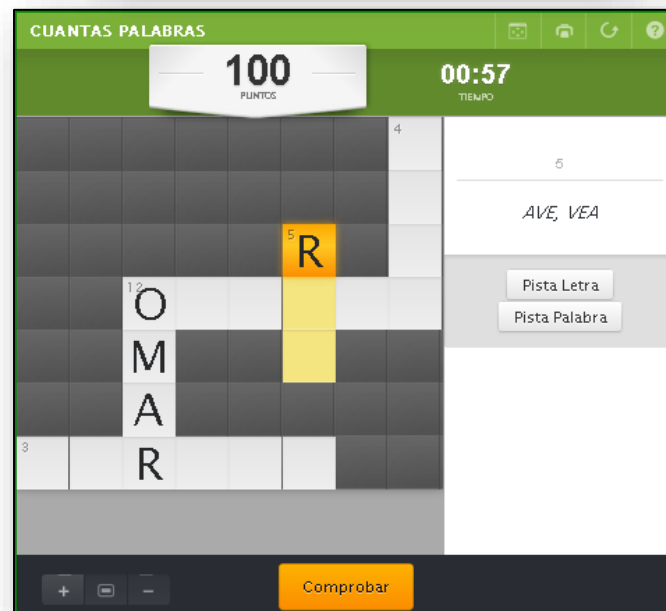 CUANTAS PALABRAS
?
100
PUNTOS
00:57
TIEMPO
4
5
AVE, VEA
5
R
Pista Letra
Pista Palabra
12
O
M
A
3
R
+
−
Comprobar